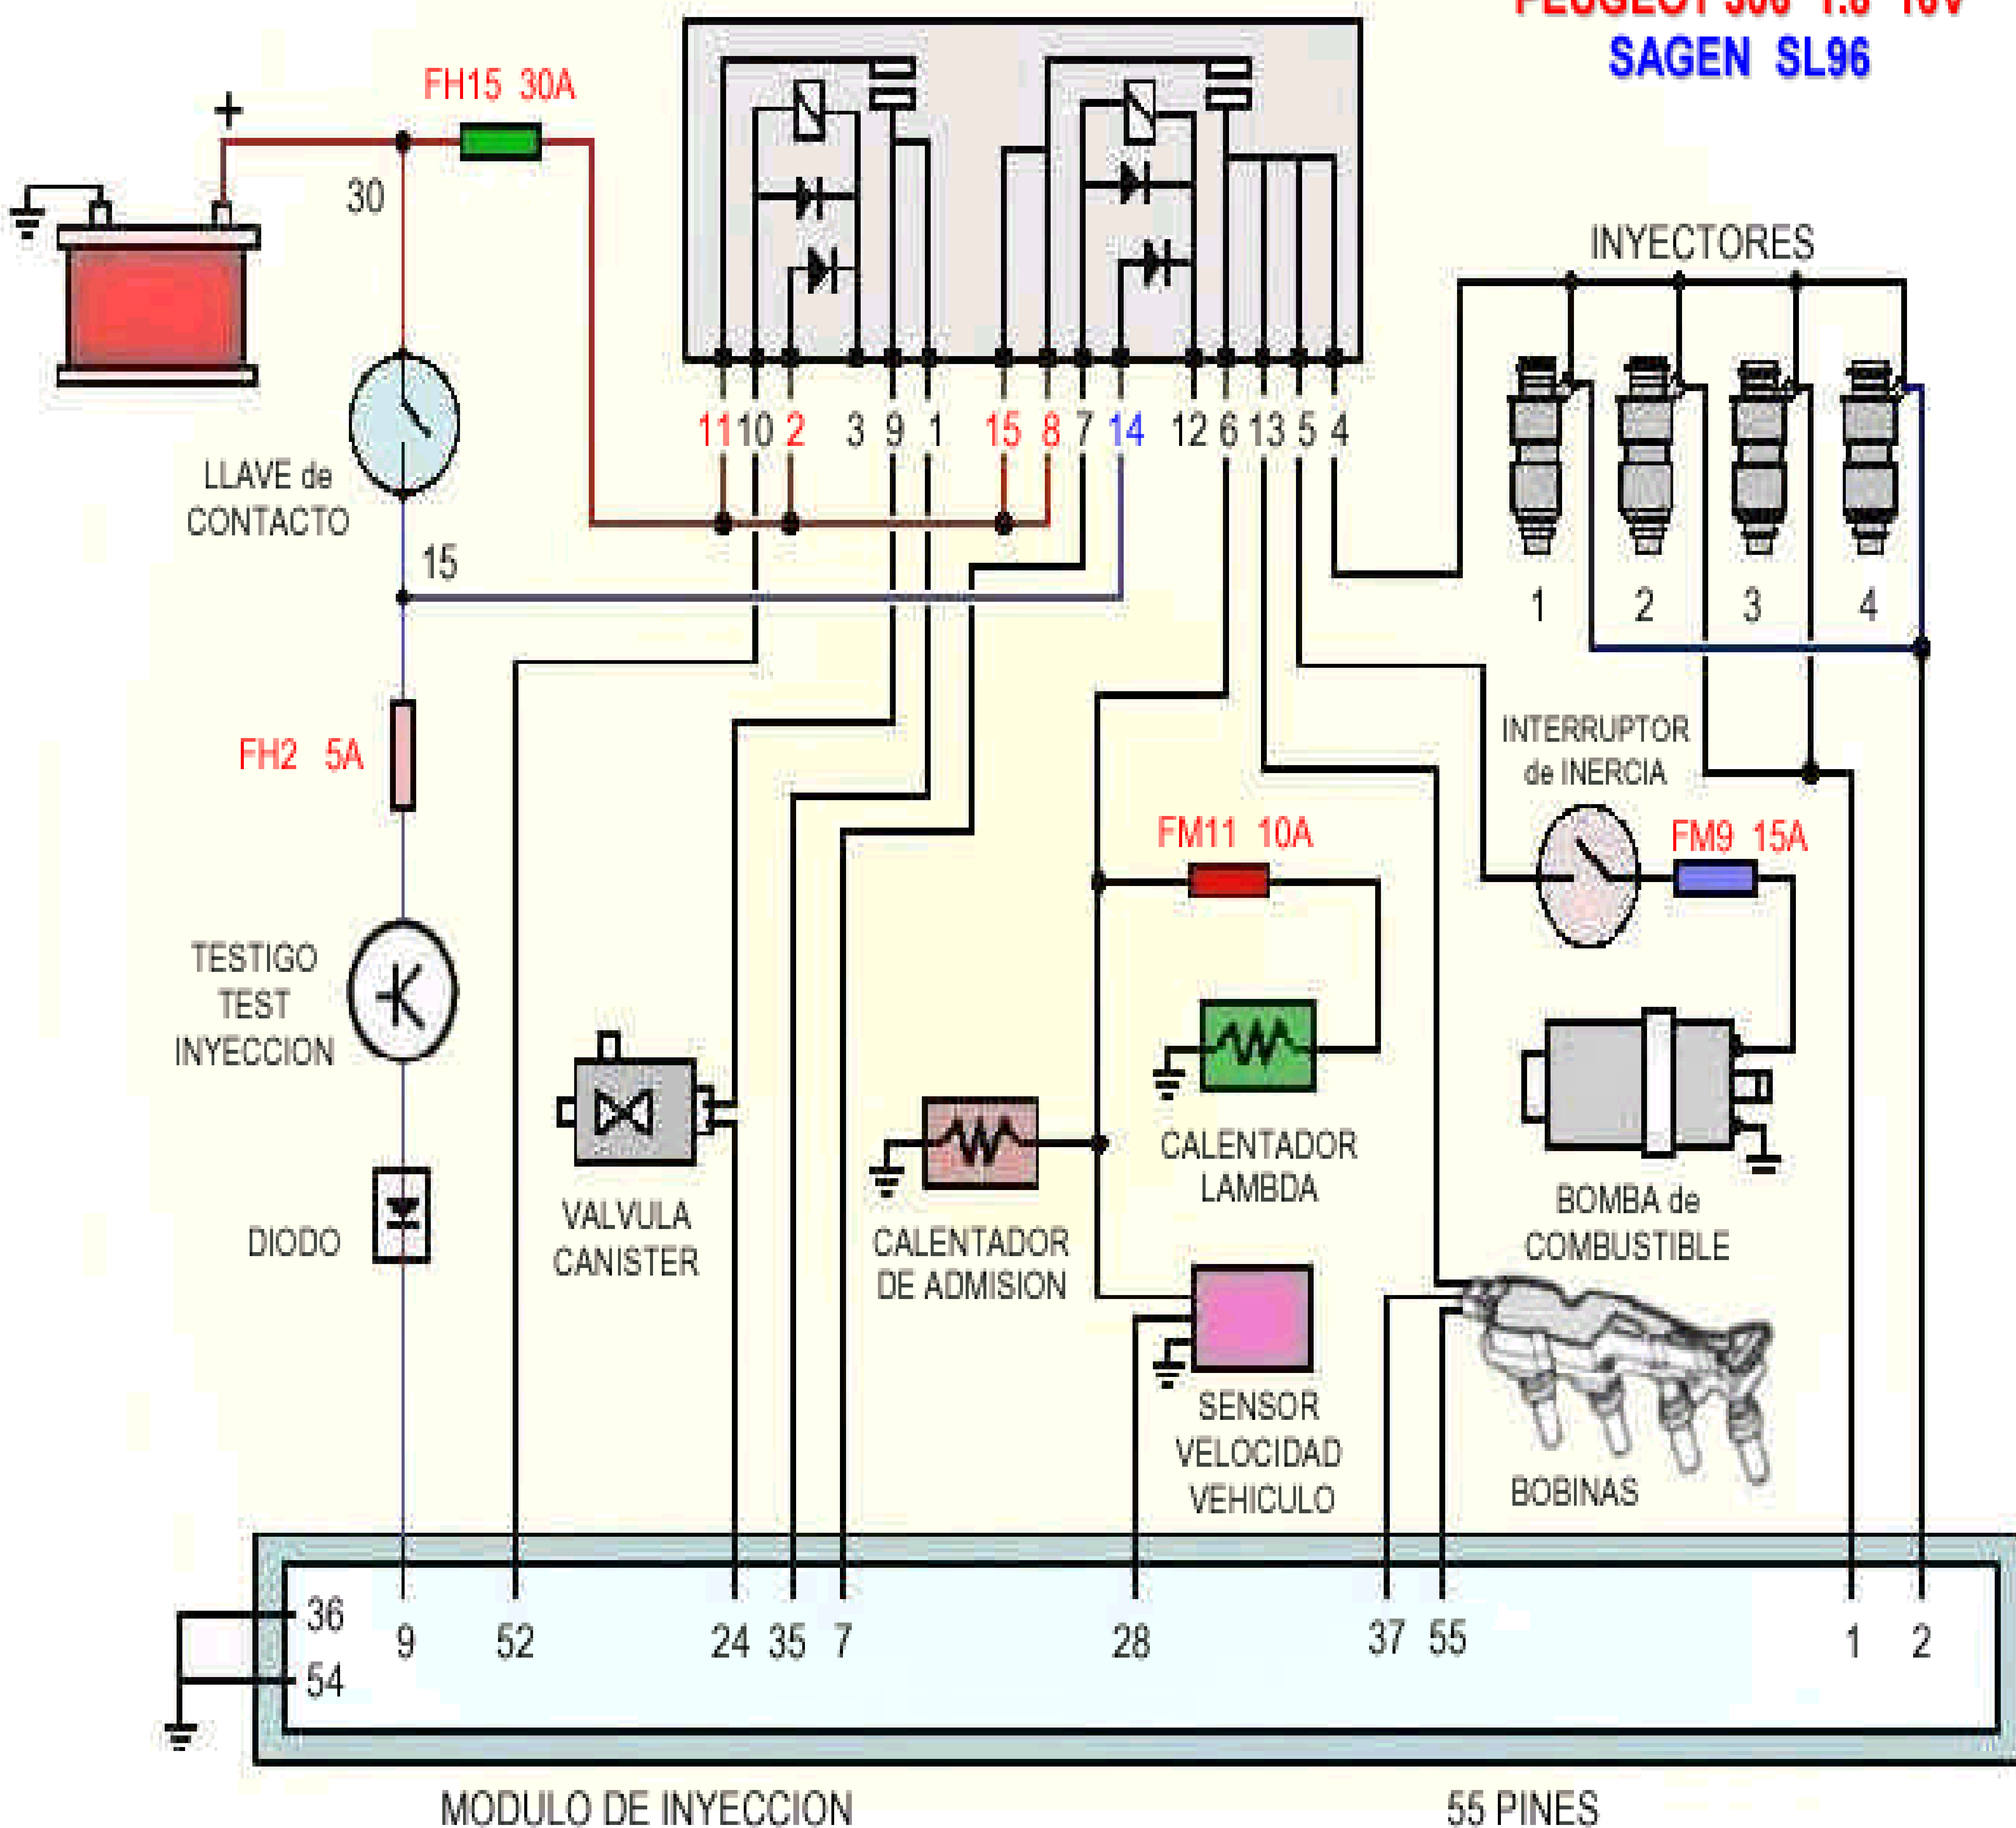 SAGEN SL96
FH15 30A
+
30
INYECTORES
11 10 2 3 9 1 15 8 7 14 12 6 13 5 4
LLAVE de
CONTACTO
15
1 2 3 4
FH2 5A
INTERRUPTOR
de INERCIA
FM11 10A
FM9 15A
TESTIGO
TEST
INYECCION
CALENTADOR
LAMBDA
BOMBA de
COMBUSTIBLE
DIODO
VALVULA
CANISTER
CALENTADOR
DE ADMISION
SENSOR
VELOCIDAD
VEHICULO
BOBINAS
36
54
9 52 24 35 7 28 37 55 1 2
MODULO DE INYECCION
55 PINES